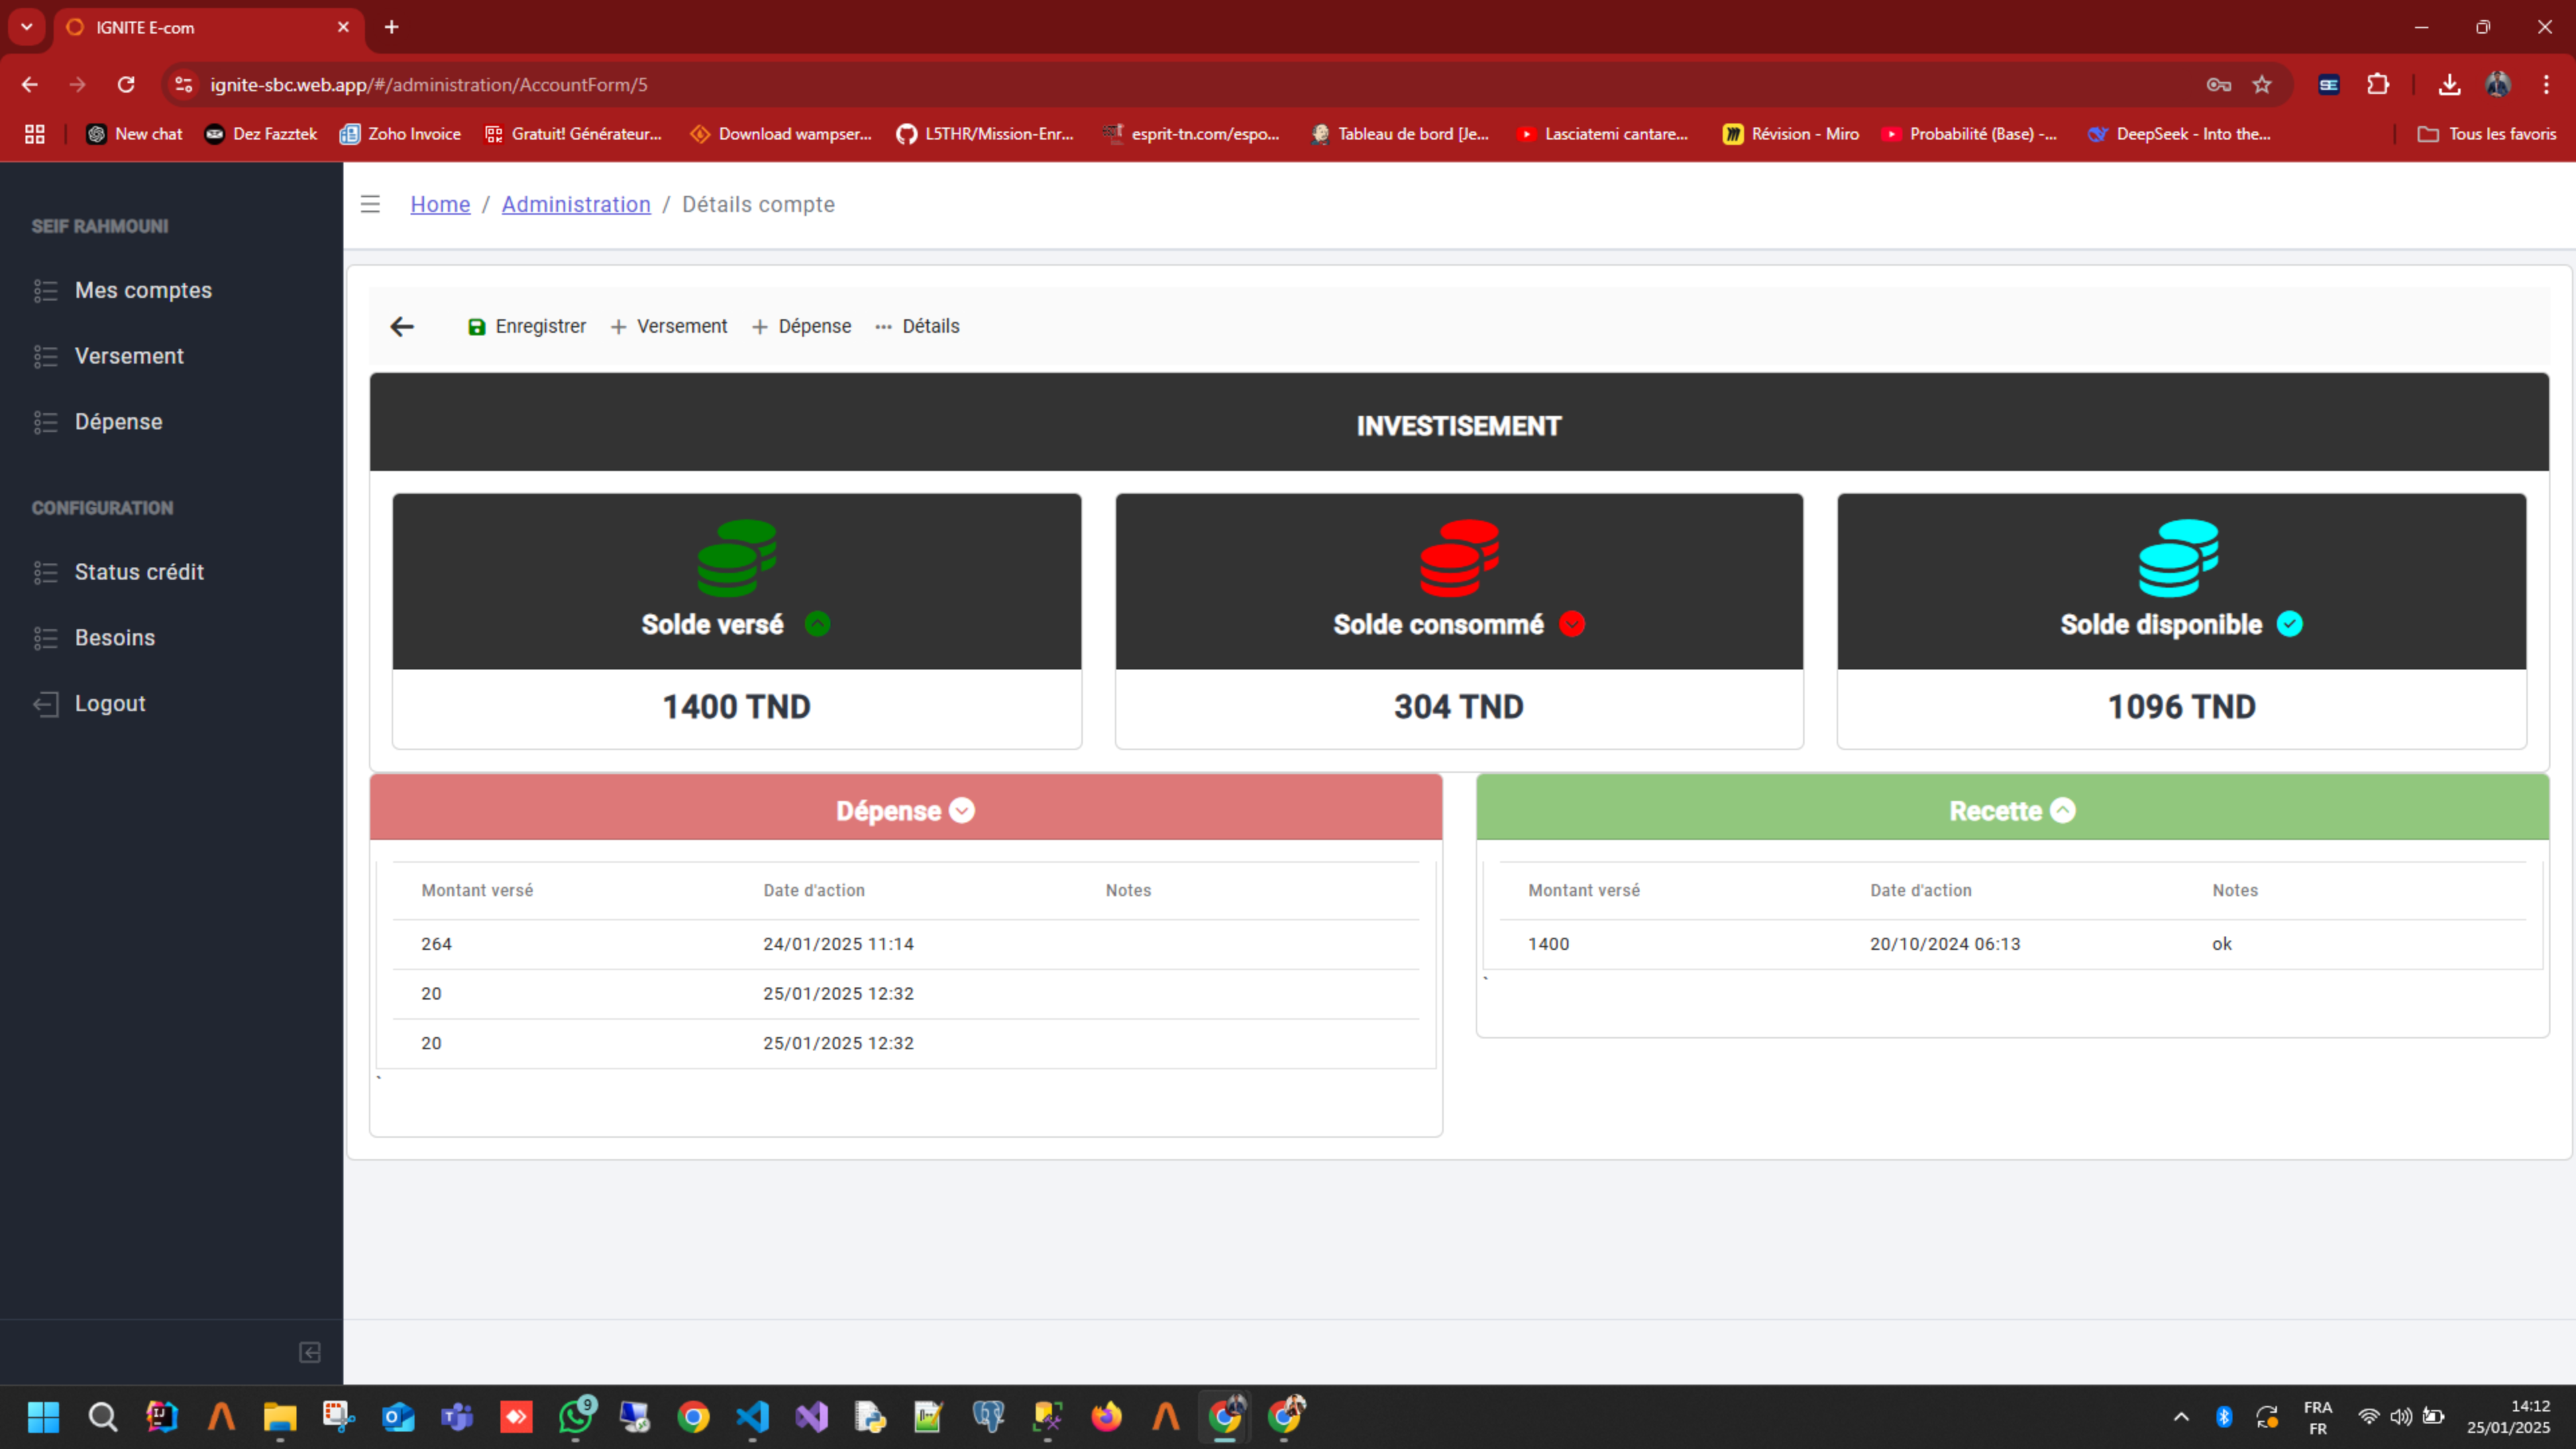 IGNITE E-com
ignite-sbc.web.app/#/administration/AccountForm/5
New chat
Dez Fazztek
Zoho Invoice
Gratuit! Générateur...
Download wampser...
L5THR/Mission-Enr...
esprit-tn.com/espo...
Tableau de bord [Je...
Lasciatemi cantare...
Révision - Miro
Probabilité (Base) -...
DeepSeek - Into the...
Tous les favoris
SEIF RAHMOUNI
Mes comptes
Versement
Dépense
CONFIGURATION
Status crédit
Besoins
Logout
Home / Administration / Détails compte
Enregistrer
Versement
Dépense
Détails
INVESTISEMENT
Solde versé
1400 TND
Solde consommé
304 TND
Solde disponible
1096 TND
Dépense
Montant versé Date d'action Notes
264 24/01/2025 11:14
20 25/01/2025 12:32
20 25/01/2025 12:32
`
Recette
Montant versé Date d'action Notes
1400 20/10/2024 06:13 ok
`
9
FRA
FR
14:12
25/01/2025